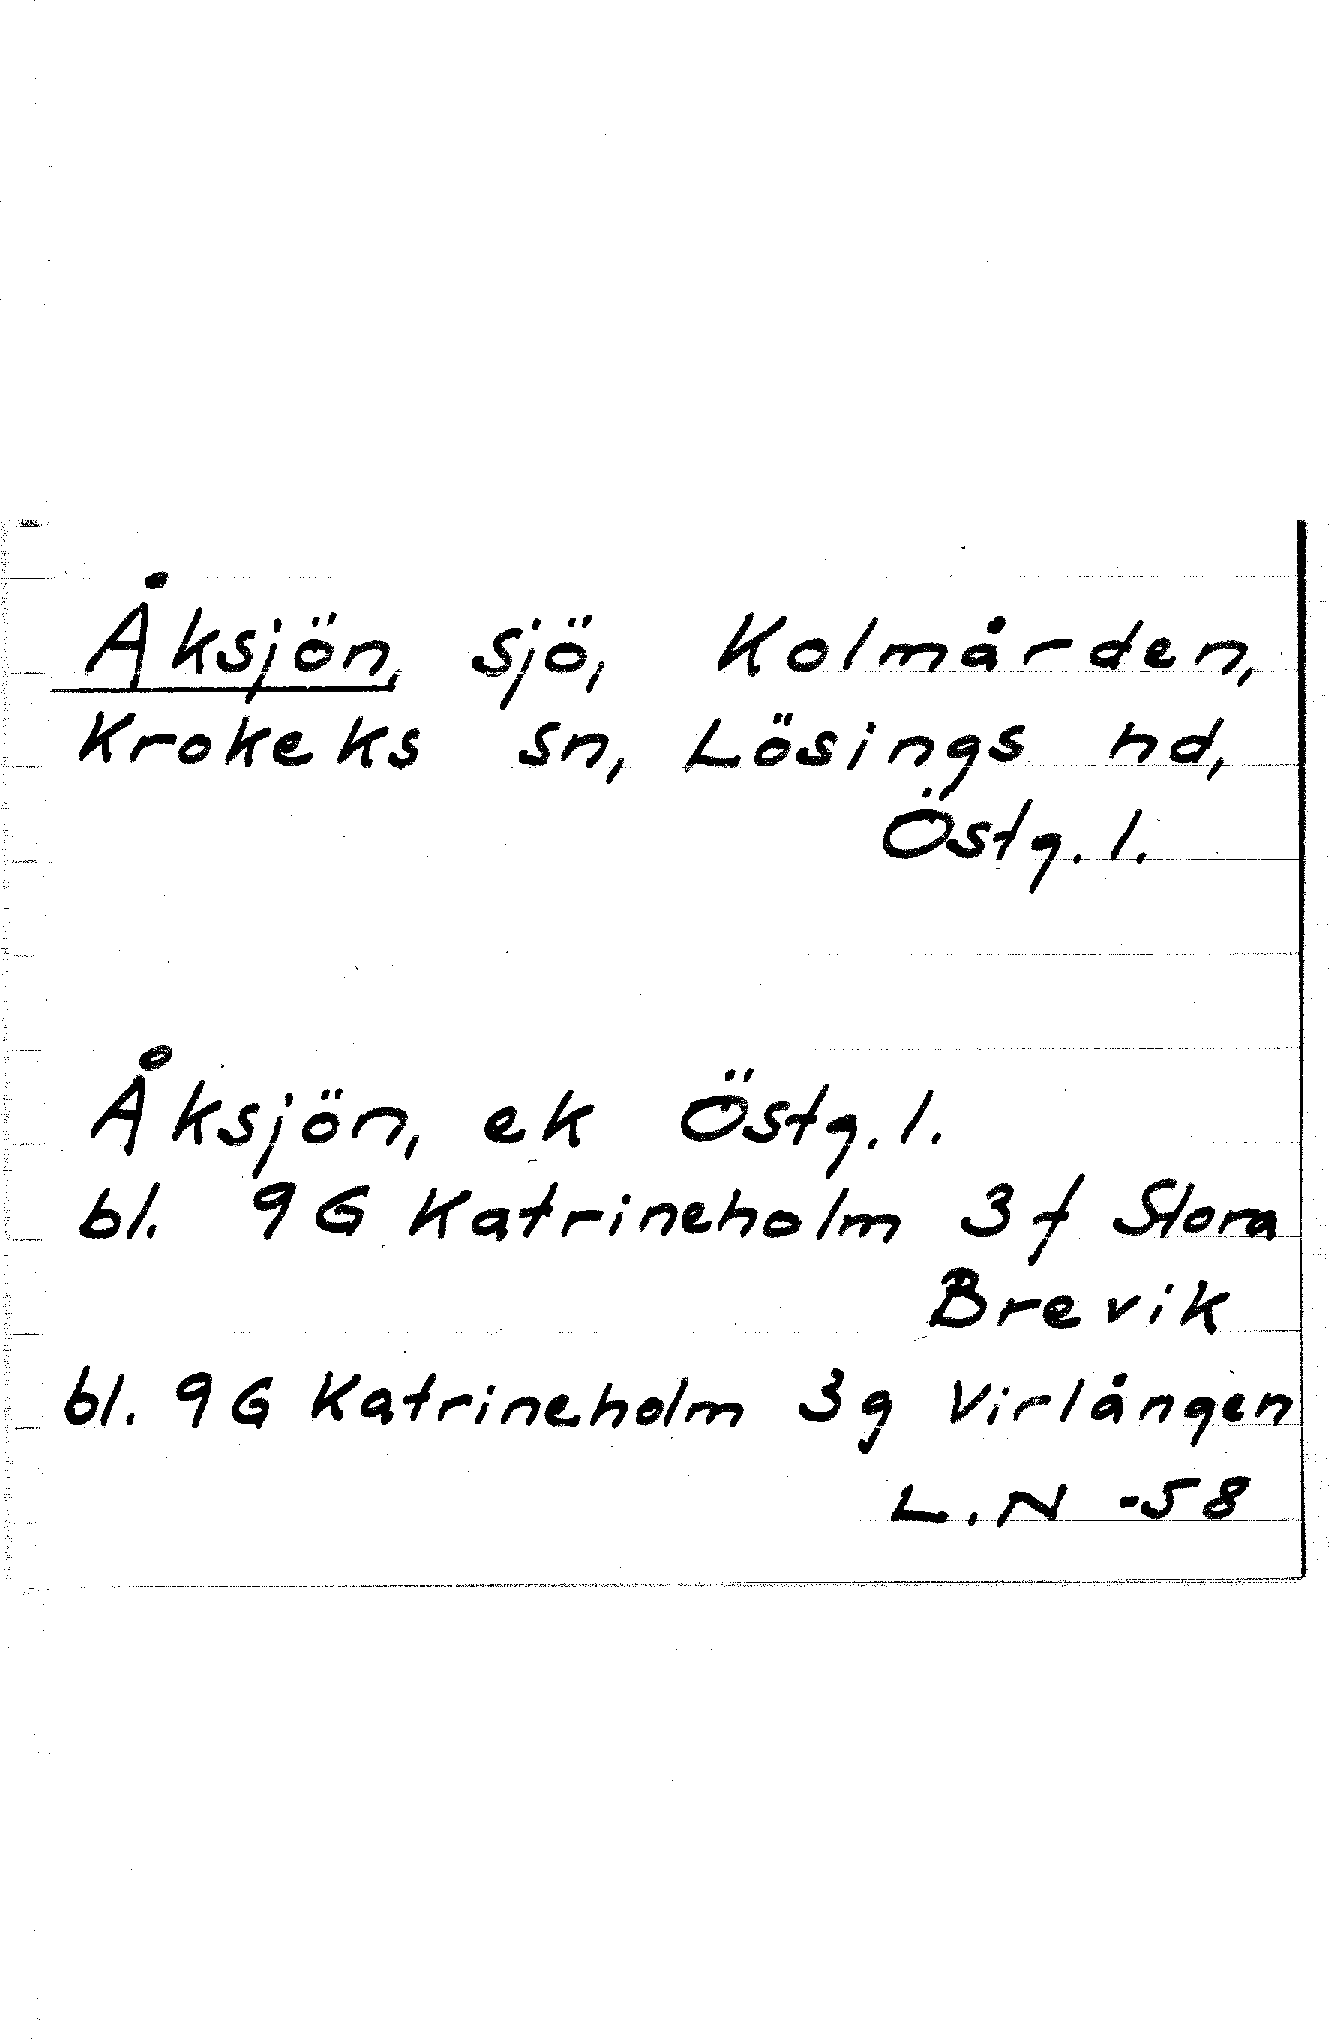 Åksjön, sjö, Kolmården,
Krokeks sn, Lösings hd,
Östg. l.
Åksjön, ek Östg. l.
bl. 9G Katrineholm 3f Stora
Brevik
bl. 9G Katrineholm 3g Virlången
L.N -58